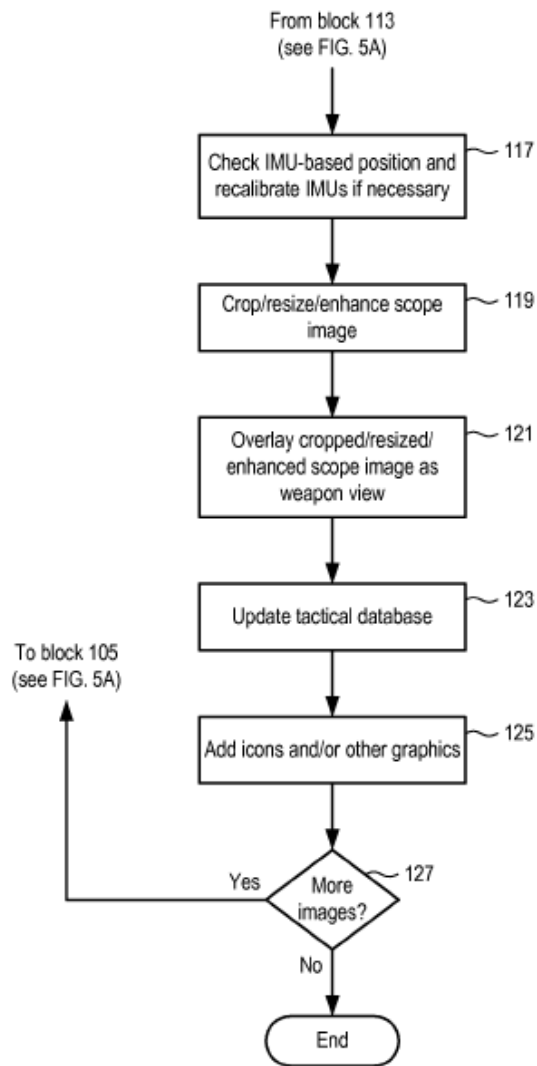 From block 113
(see FIG. 5A)
117
Check IMU-based position and
recalibrate IMUs if necessary
119
Crop/resize/enhance scope
image
121
Overlay cropped/resized/
enhanced scope image as
weapon view
123
Update tactical database
To block 105
(see FIG. 5A)
125
Add icons and/or other graphics
127
Yes
More
images?
No
End